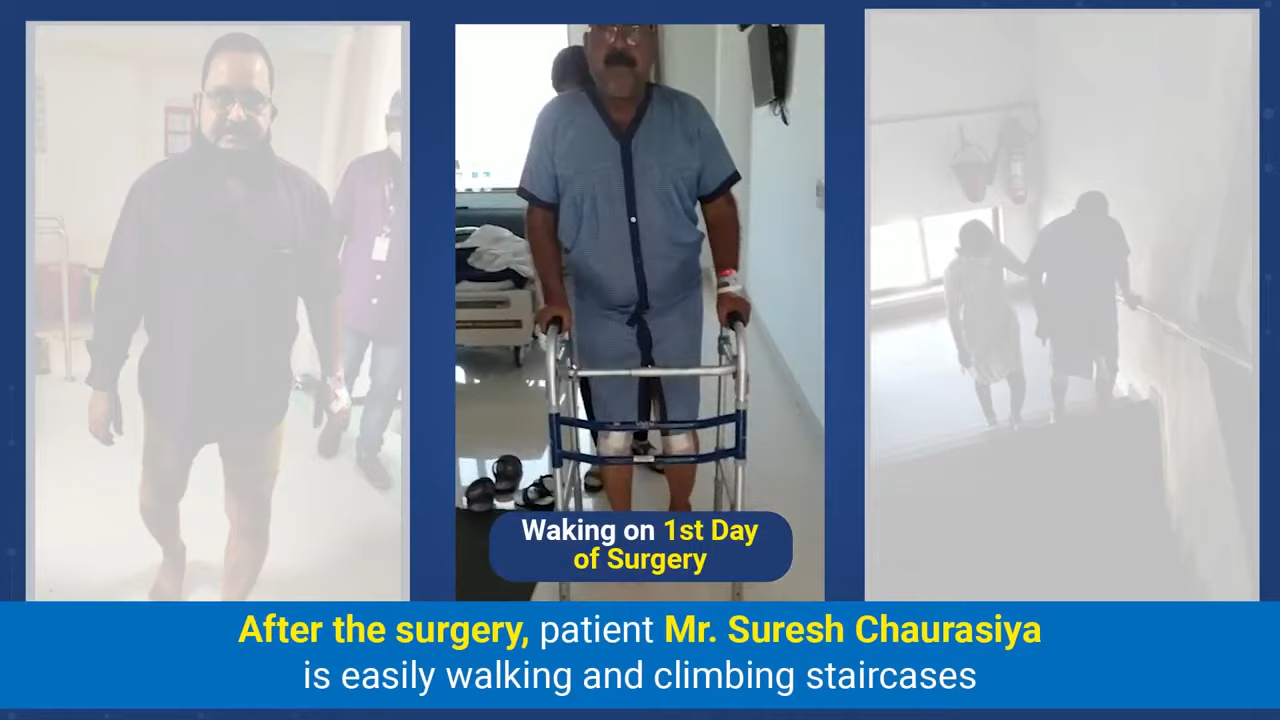 Waking on 1st Day
of Surgery
After the surgery, patient Mr. Suresh Chaurasiya
is easily walking and climbing staircases